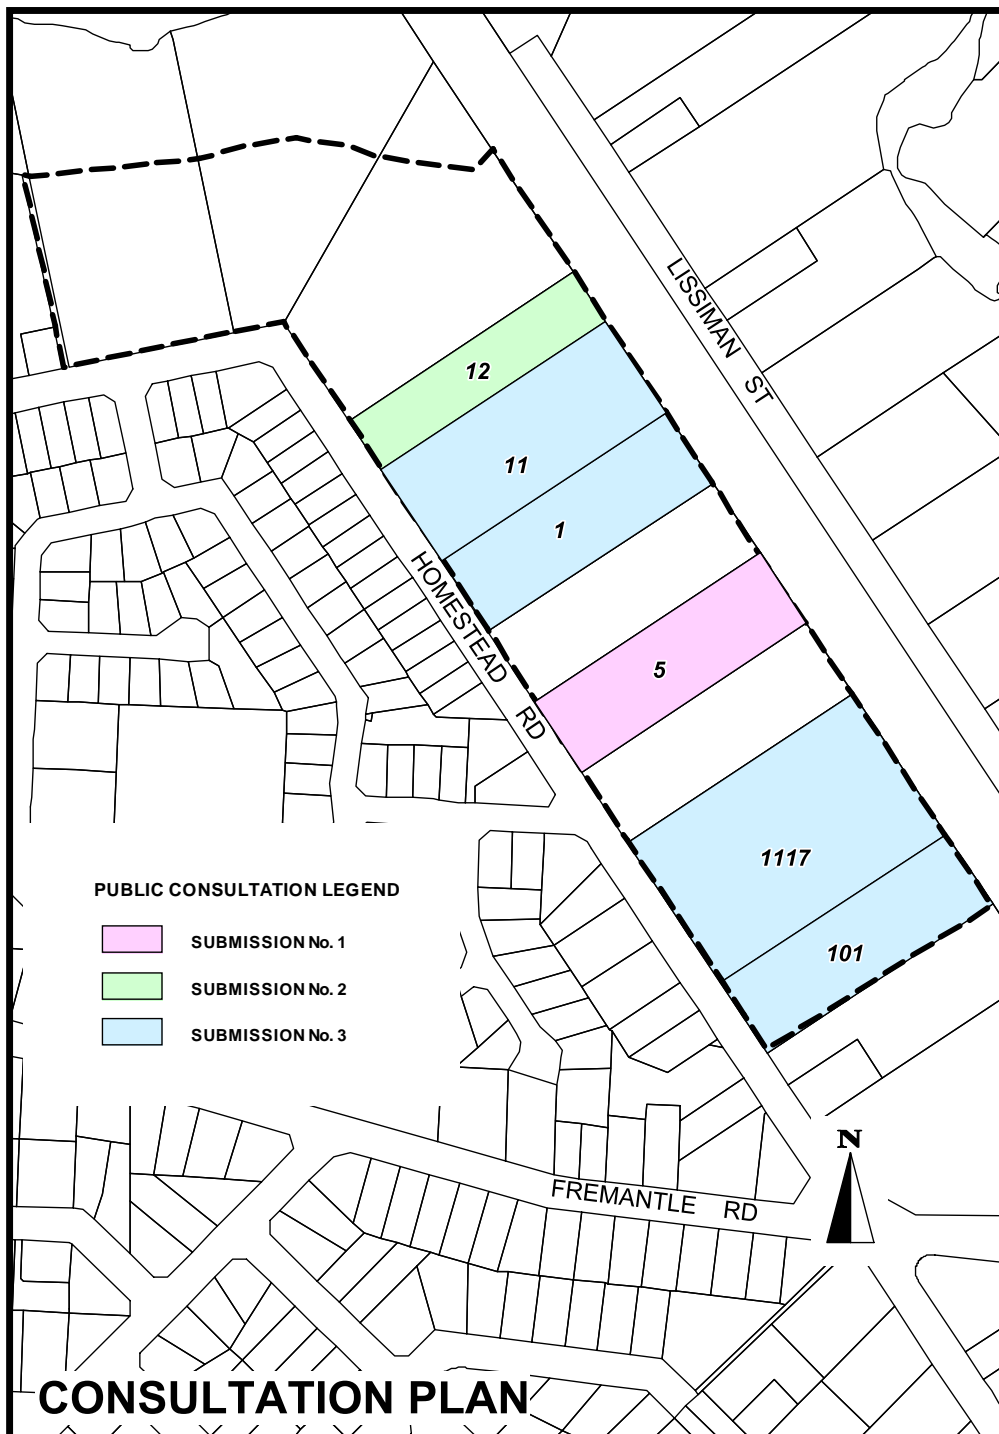 LISSIMAN ST
12
11
1
HOMESTEAD RD
5
1117
PUBLIC CONSULTATION LEGEND
SUBMISSION No. 1
101
SUBMISSION No. 2
SUBMISSION No. 3
N
FREMANTLE RD
CONSULTATION PLAN